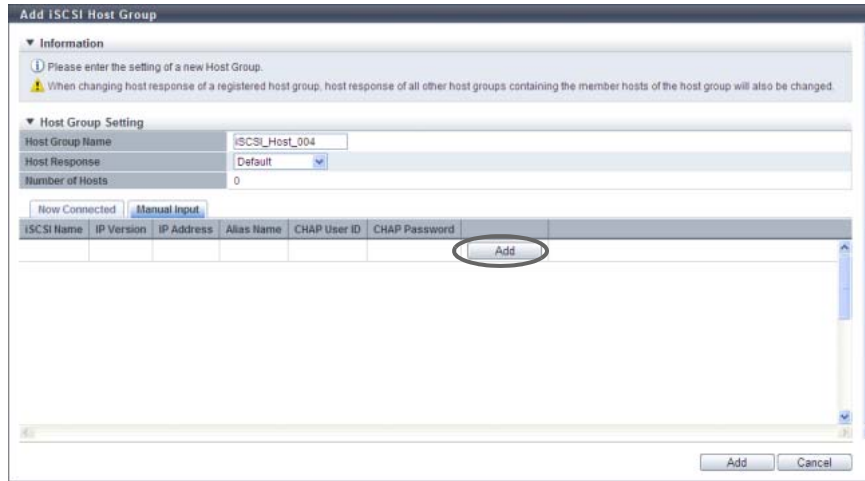 Add iSCSI Host Group
Information
Please enter the setting of a new Host Group.
When changing host response of a registered host group, host response of all other host groups containing the member hosts of the host group will also be changed.
Host Group Setting
Host Group Name iSCSI_Host_004
Host Response Default
Number of Hosts 0
Now Connected Manual Input
iSCSI Name IP Version IP Address Alias Name CHAP User ID CHAP Password
Add
Add Cancel